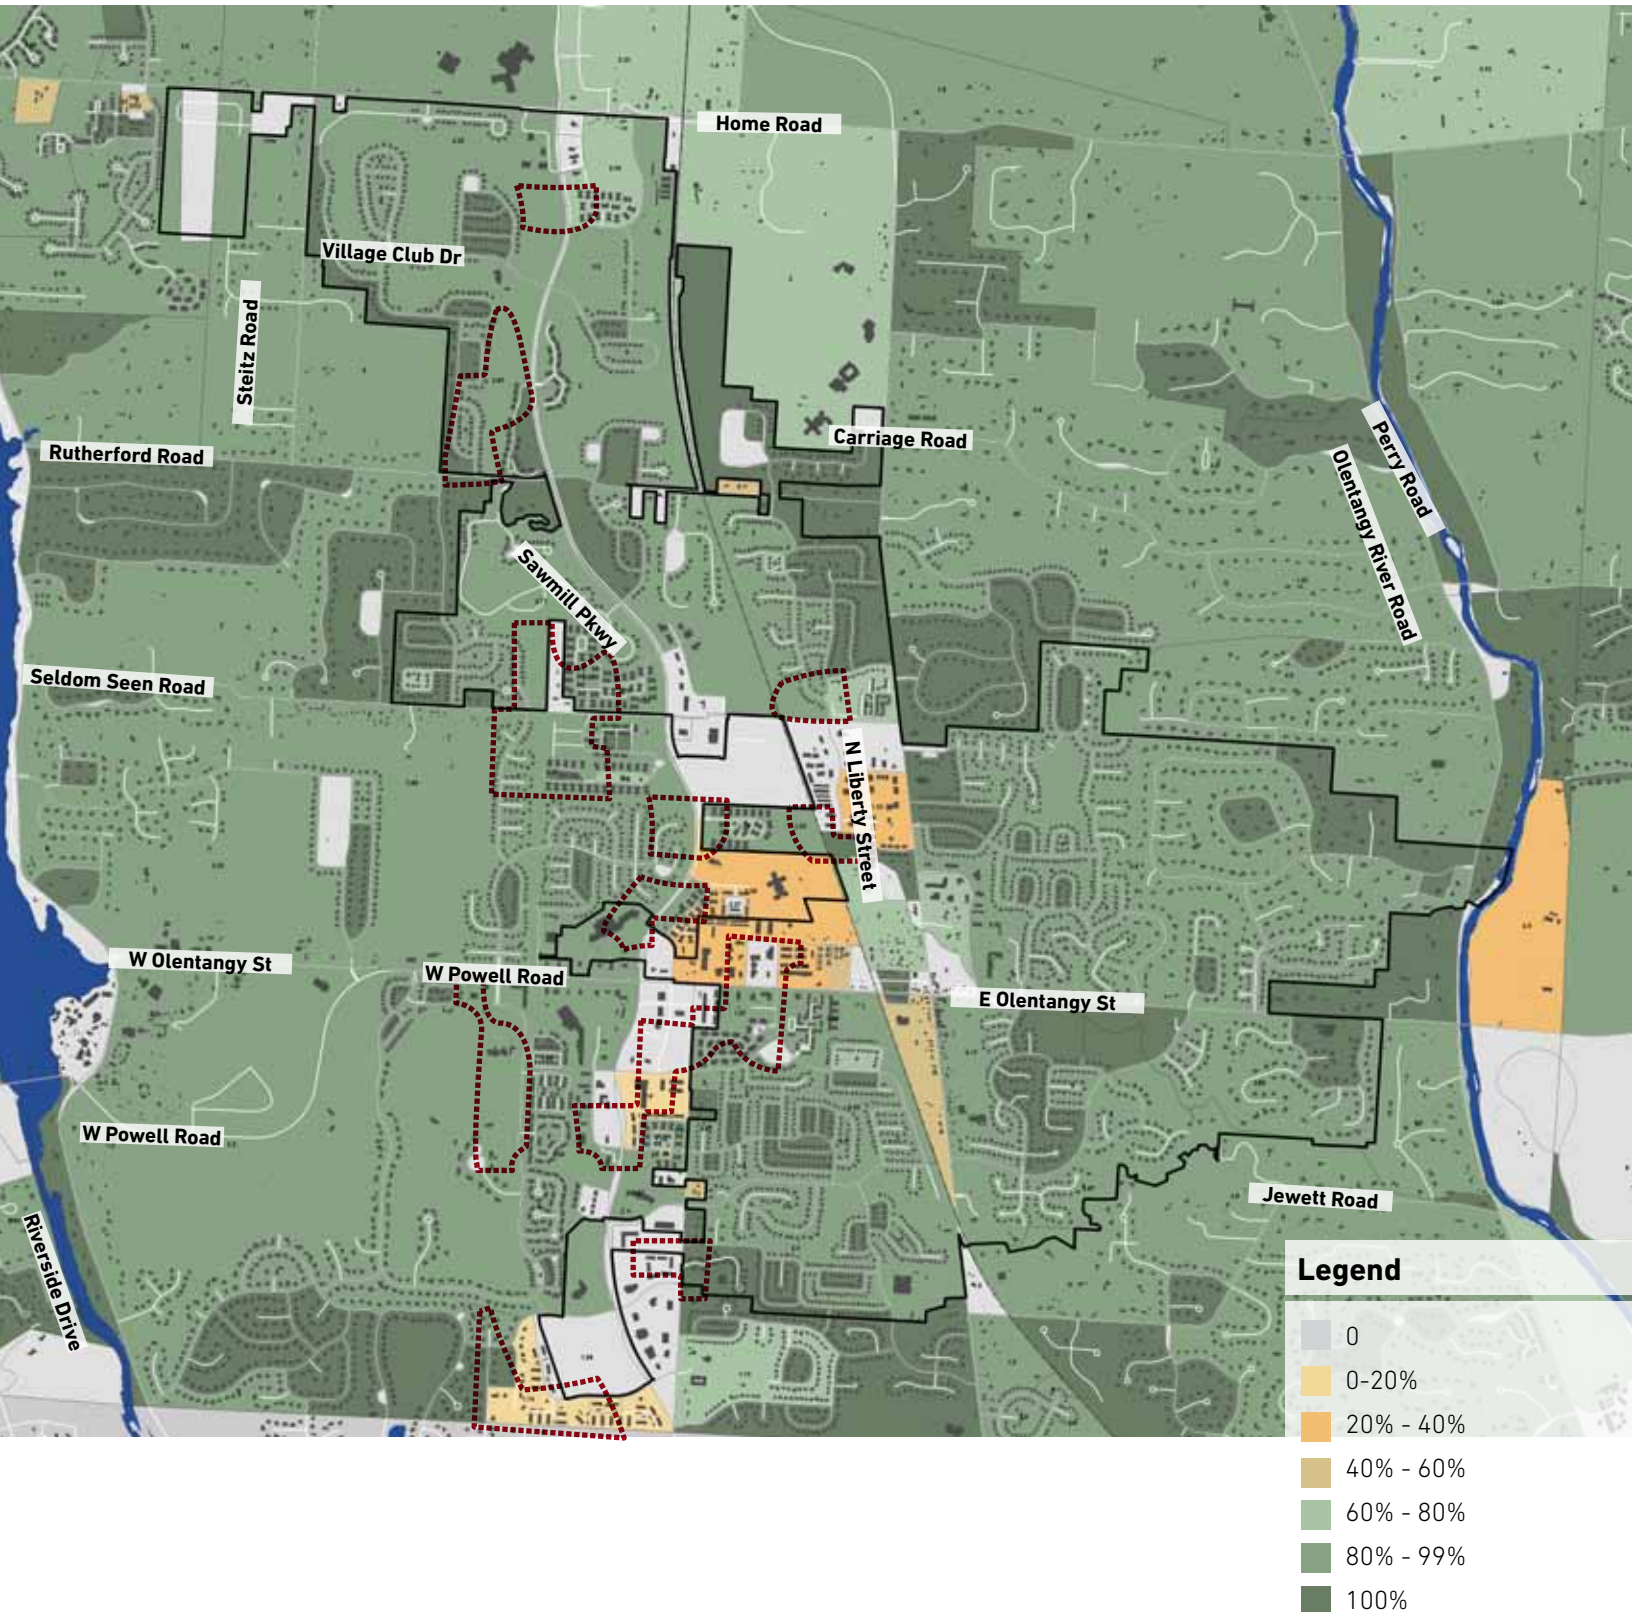 Home Road
Village Club Dr
Steitz Road
Carriage Road
Rutherford Road
Perry Road
Olentangy River Road
Sawmill Pkwy
Seldom Seen Road
N Liberty Street
W Olentangy St
W Powell Road
E Olentangy St
W Powell Road
Jewett Road
Riverside Drive
Legend
0
0-20%
20% - 40%
40% - 60%
60% - 80%
80% - 99%
100%